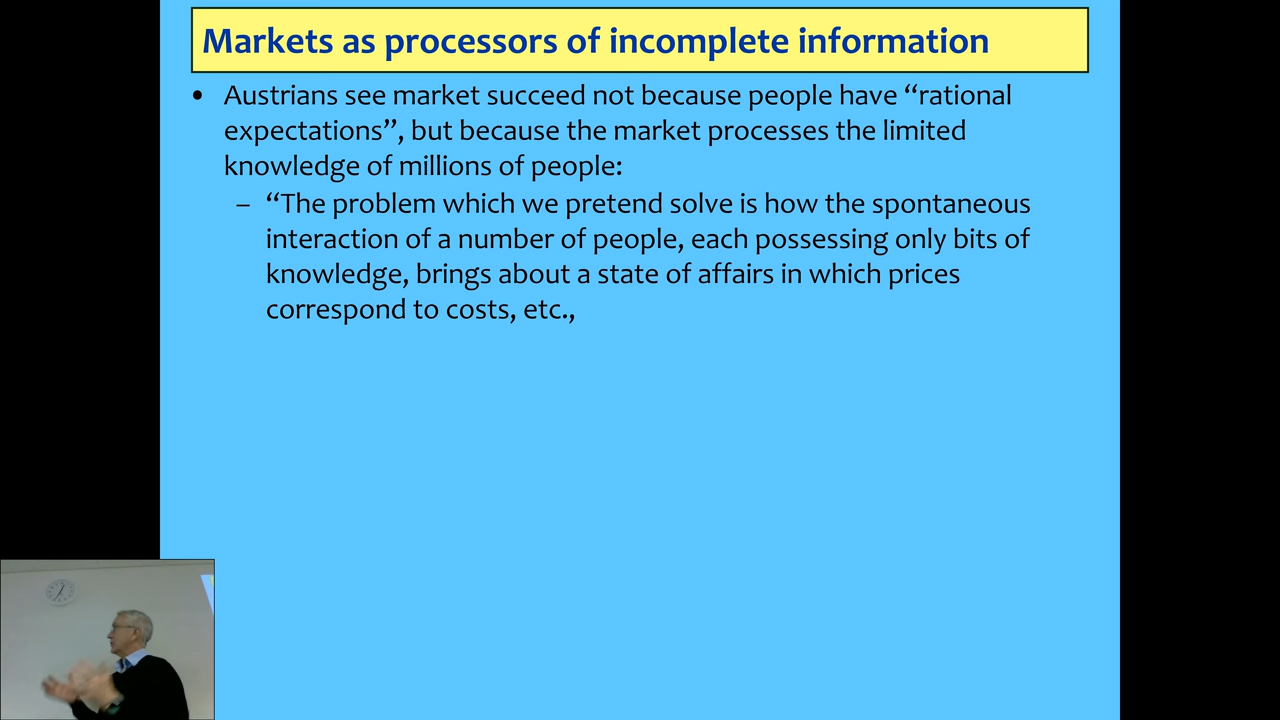 Markets as processors of incomplete information
• Austrians see market succeed not because people have “rational
expectations”, but because the market processes the limited
knowledge of millions of people:
– “The problem which we pretend solve is how the spontaneous
interaction of a number of people, each possessing only bits of
knowledge, brings about a state of affairs in which prices
correspond to costs, etc.,